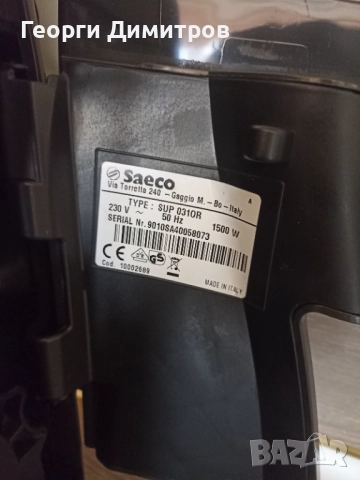 Георги Димитров
Saeco
A
Via Torretta 240 - Gaggio M. - Bo - Italy
TYPE : SUP 031OR
230 V ~ 50 Hz 1500 W
SERIAL Nr. 9010SA40058073
CE GS
Cod. 10002689
MADE IN ITALY
BAZAR